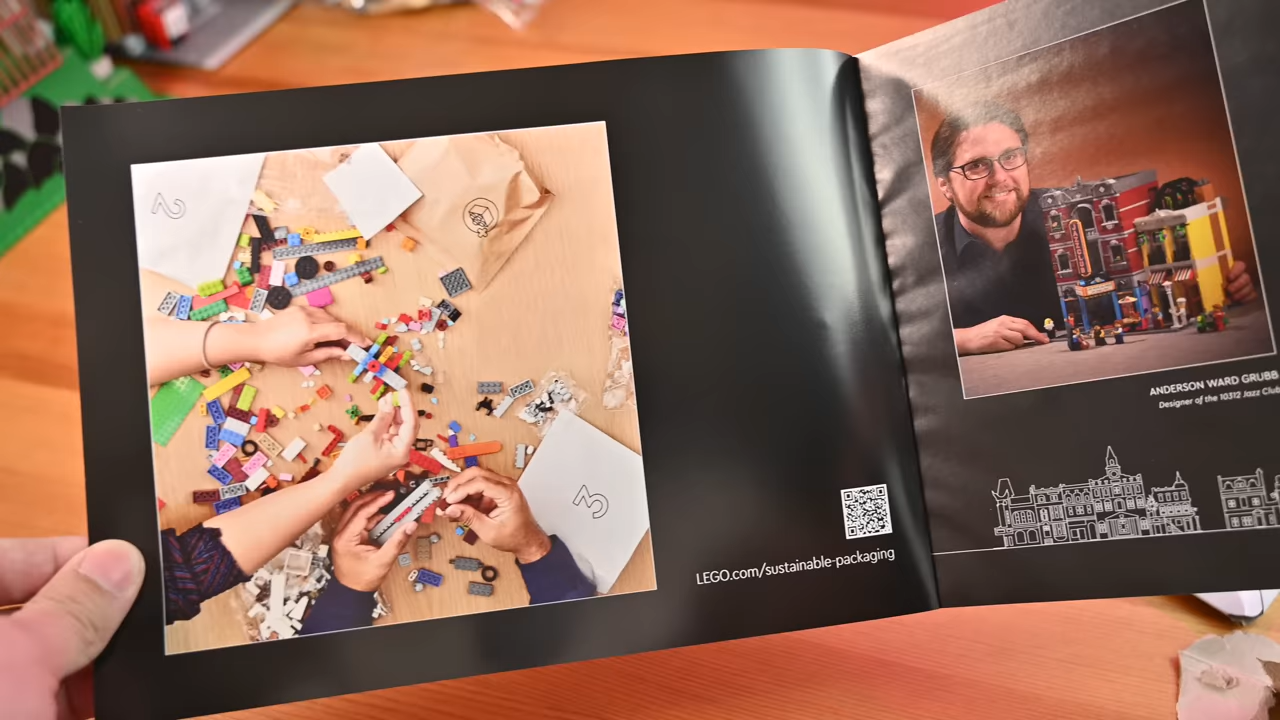 2
3
LEGO.com/sustainable-packaging
ANDERSON WARD GRUBB
Designer of the 10312 Jazz Club